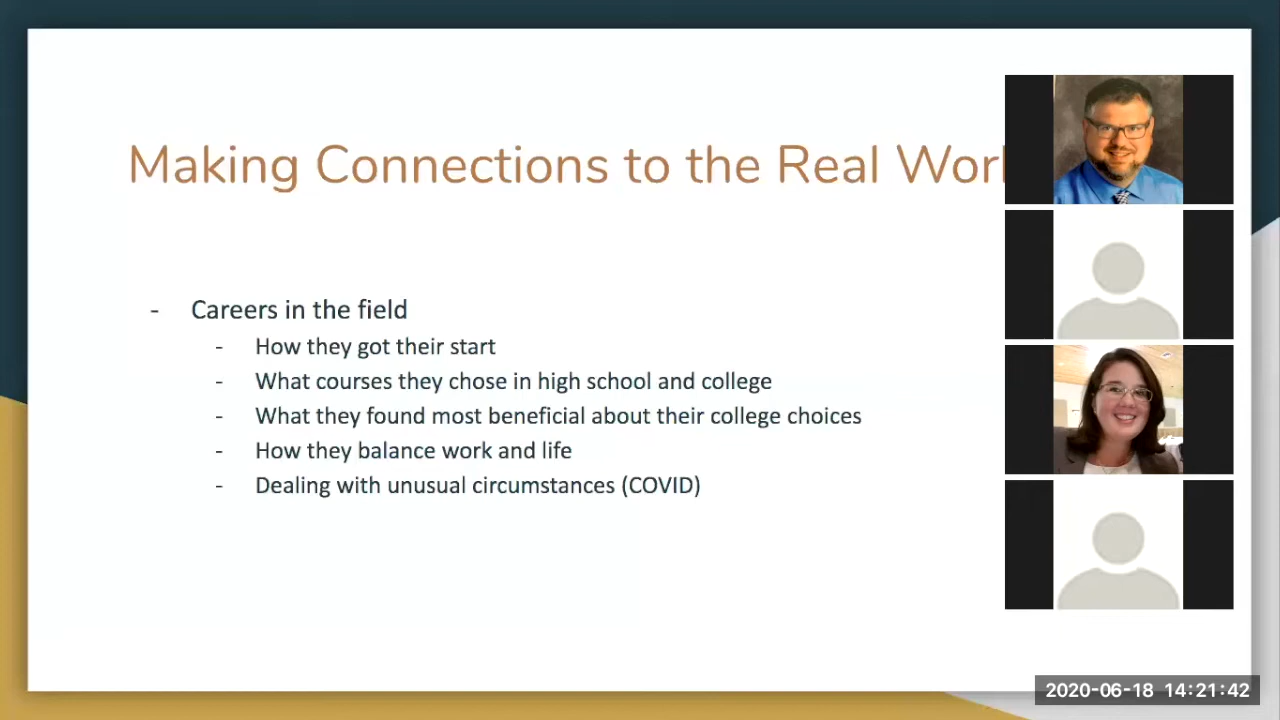 Making Connections to the Real
- Careers in the field
- How they got their start
- What courses they chose in high school and college
- What they found most beneficial about their college choices
- How they balance work and life
- Dealing with unusual circumstances (COVID)
2020-06-18 14:21:42